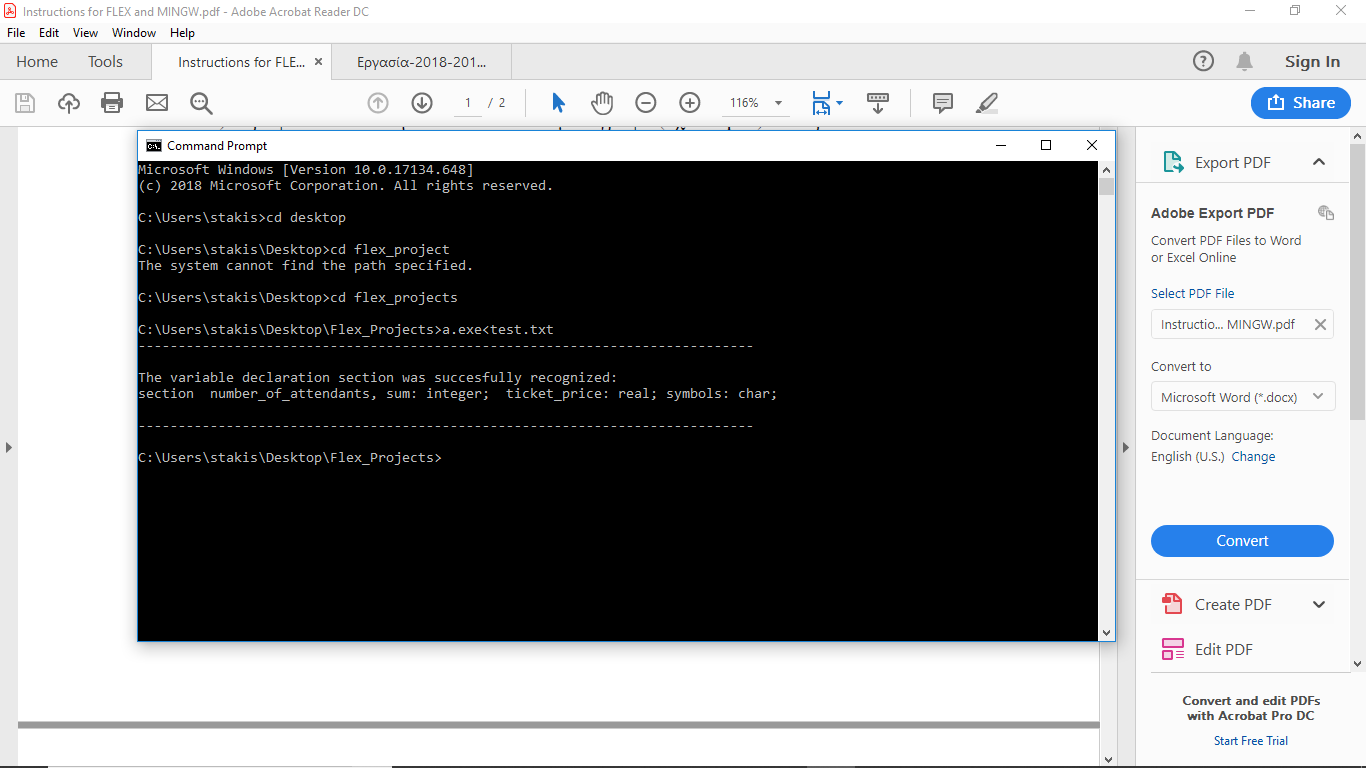 Instructions for FLEX and MINGW.pdf - Adobe Acrobat Reader DC
File Edit View Window Help
Home Tools Instructions for FLE... × Εργασία-2018-201... Sign In
1 / 2 116% Share
Command Prompt
Microsoft Windows [Version 10.0.17134.648]
(c) 2018 Microsoft Corporation. All rights reserved.
C:\Users\stakis>cd desktop
C:\Users\stakis\Desktop>cd flex_project
The system cannot find the path specified.
C:\Users\stakis\Desktop>cd flex_projects
C:\Users\stakis\Desktop\Flex_Projects>a.exe<test.txt
-----------------------------------------------------------------------------
The variable declaration section was succesfully recognized:
section  number_of_attendants, sum: integer;  ticket_price: real; symbols: char;
-----------------------------------------------------------------------------
C:\Users\stakis\Desktop\Flex_Projects>
Export PDF
Adobe Export PDF
Convert PDF Files to Word
or Excel Online
Select PDF File
Instructio... MINGW.pdf
Convert to
Microsoft Word (*.docx)
Document Language:
English (U.S.) Change
Convert
Create PDF
Edit PDF
Convert and edit PDFs
with Acrobat Pro DC
Start Free Trial